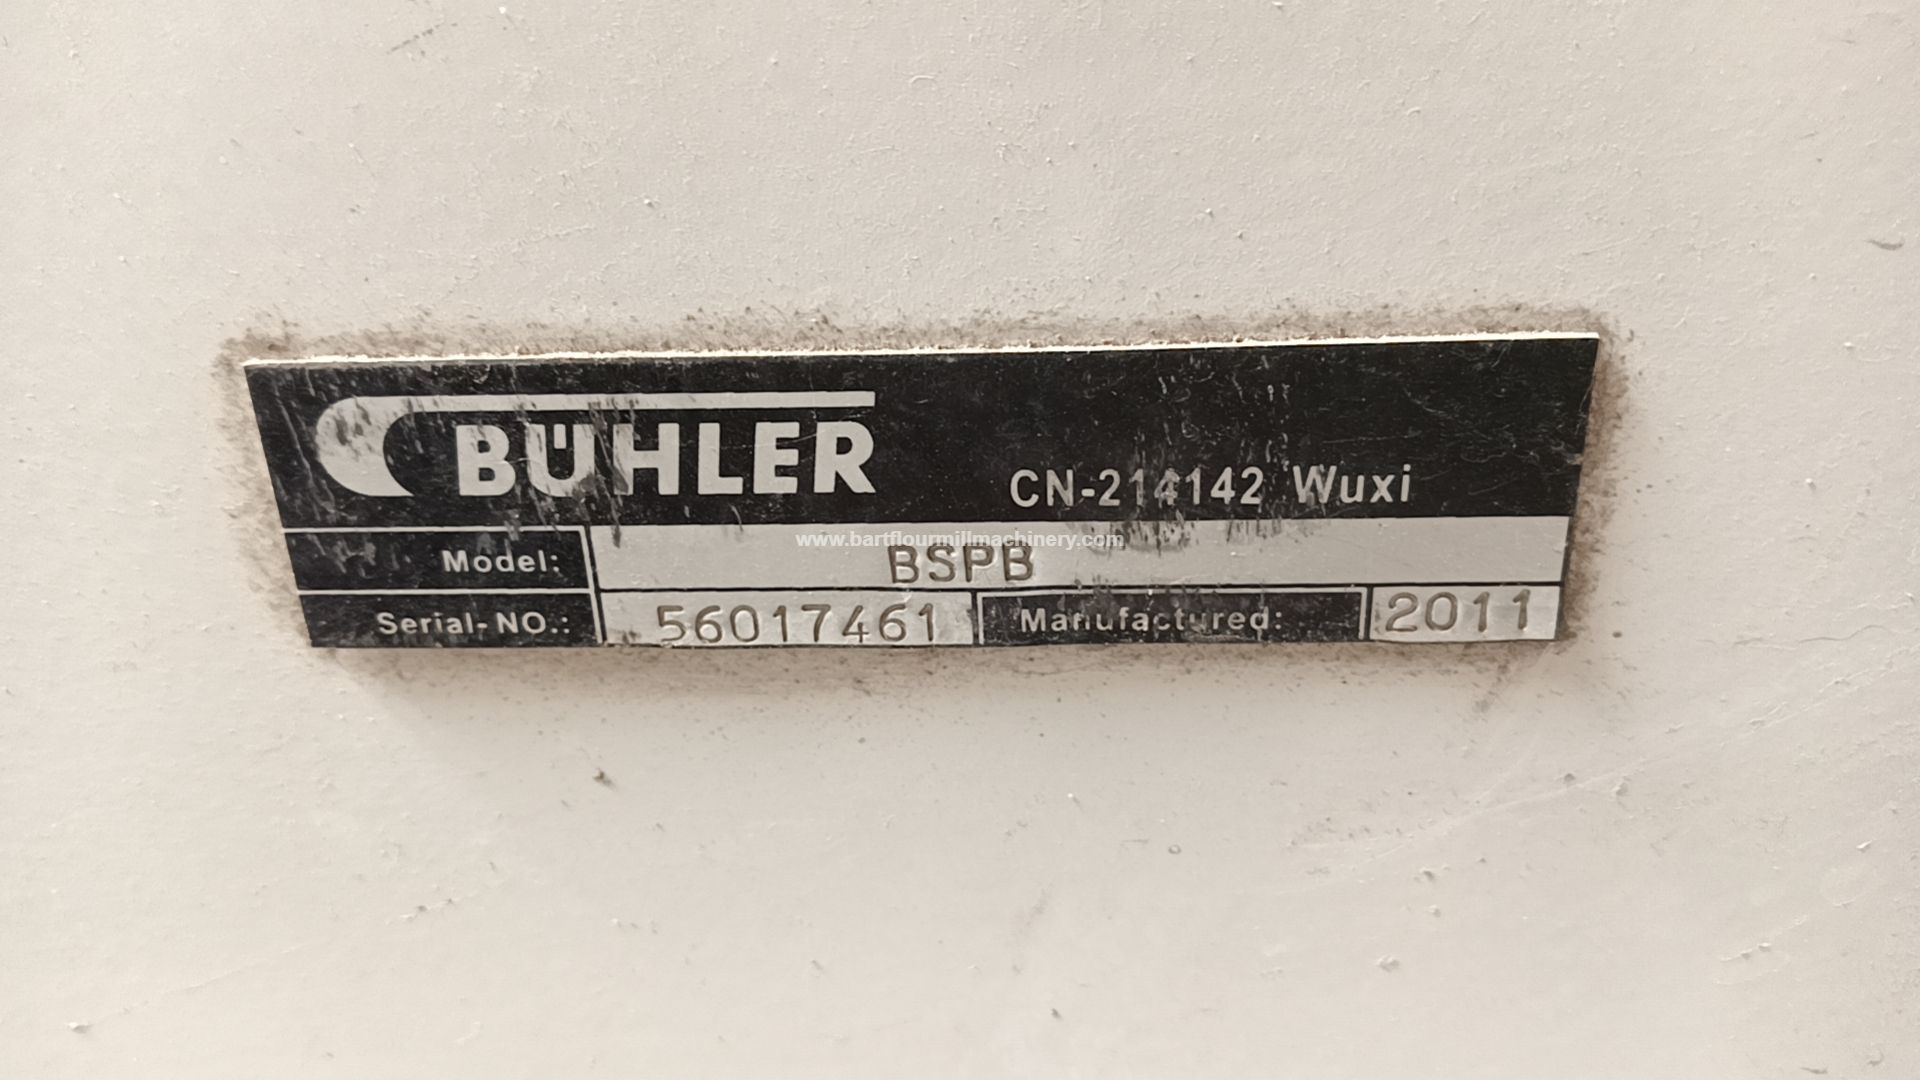 BÜHLER
CN-214142 Wuxi
www.bartflourmillmachinery.com
Model: BSPB
Serial-NO.: 56017461 Manufactured: 2011